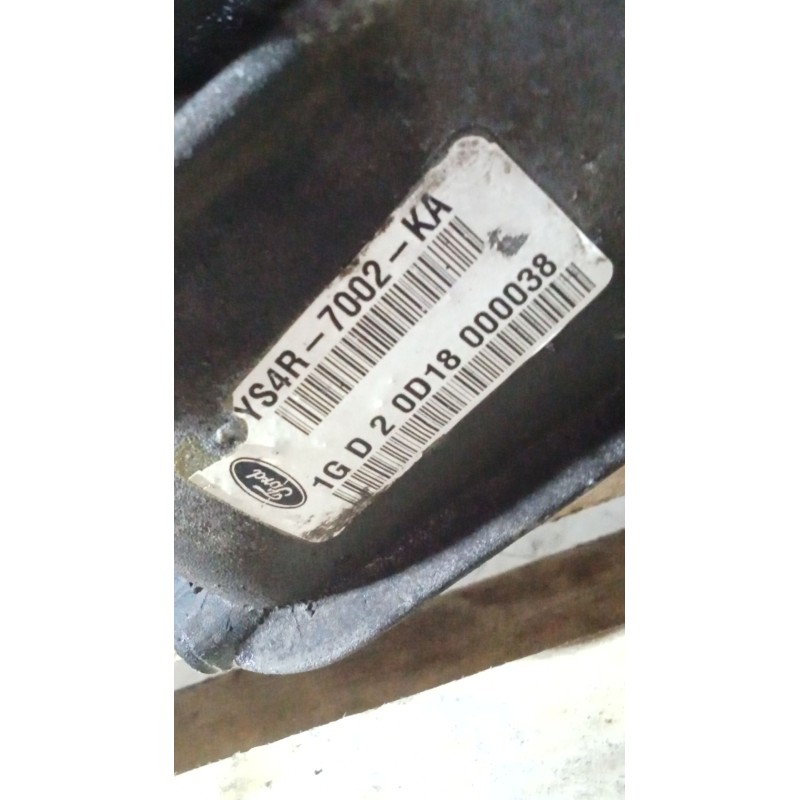 YS4R-7002-KA
1G D 2 0D18 000038
Ford